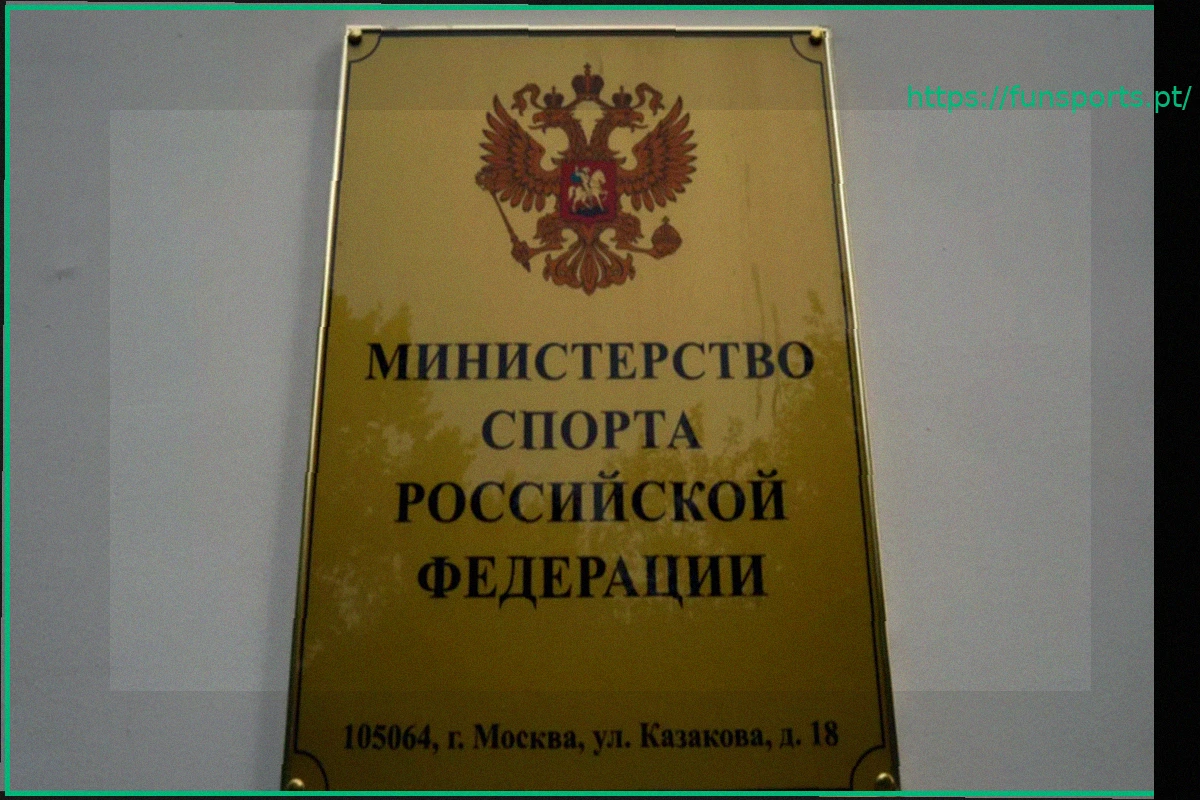 https://funsports.pt/
МИНИСТЕРСТВО
СПОРТА
РОССИЙСКОЙ
ФЕДЕРАЦИИ
105064, г. Москва, ул. Казакова, д. 18